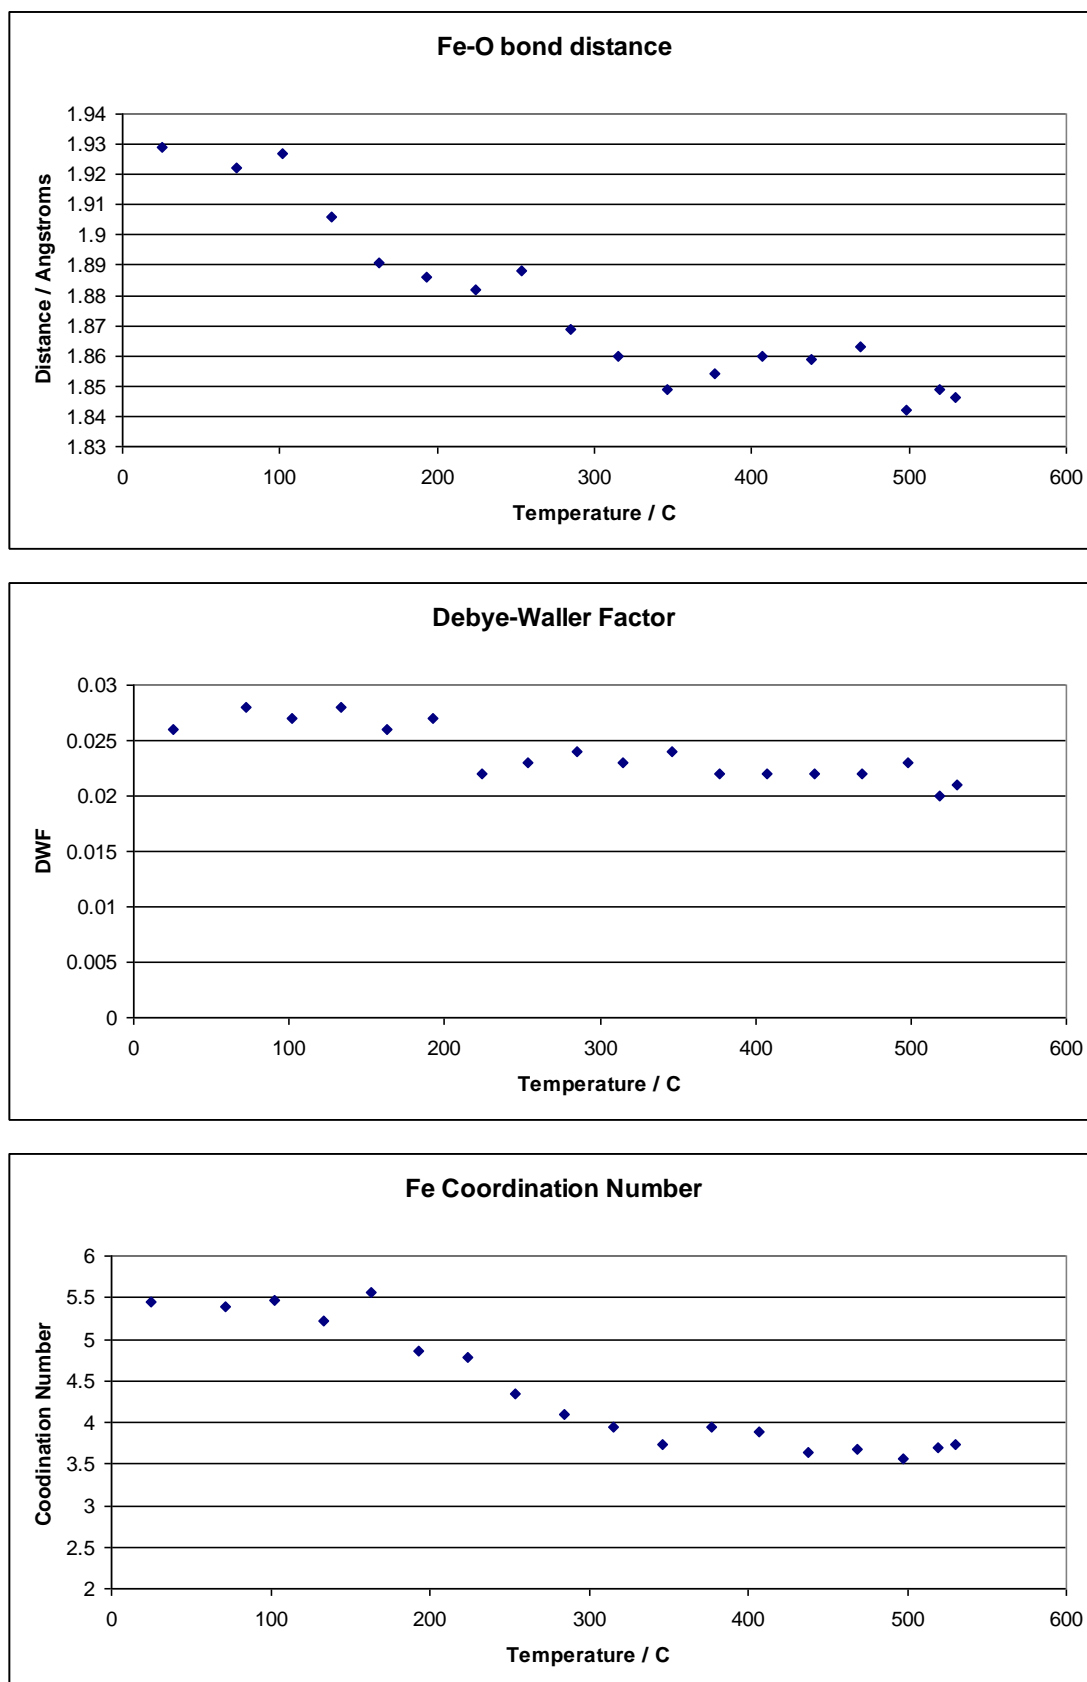 Fe-O bond distance
Distance / Angstroms
1.94
1.93
1.92
1.91
1.9
1.89
1.88
1.87
1.86
1.85
1.84
1.83
0 100 200 300 400 500 600
Temperature / C
Debye-Waller Factor
DWF
0.03
0.025
0.02
0.015
0.01
0.005
0
0 100 200 300 400 500 600
Temperature / C
Fe Coordination Number
Coodination Number
6
5.5
5
4.5
4
3.5
3
2.5
2
0 100 200 300 400 500 600
Temperature / C